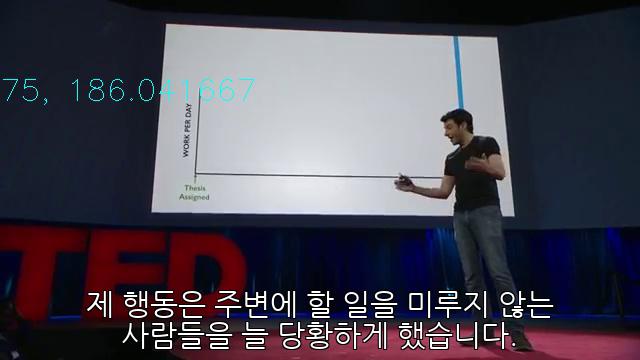 75, 186.041667
WORK PER DAY
Thesis
Assigned
TED
제 행동은 주변에 할 일을 미루지 않는
사람들을 늘 당황하게 했습니다.